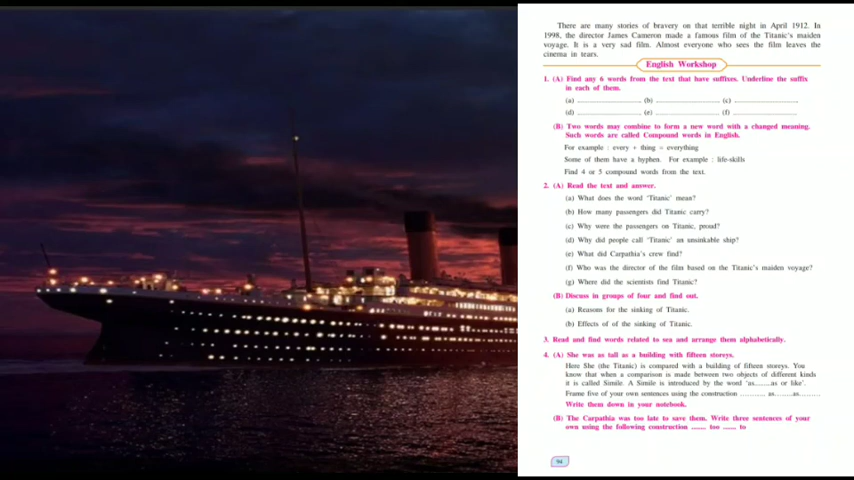 There are many stories of bravery on that terrible night in April 1912. In
1998, the director James Cameron made a famous film of the Titanic's maiden
voyage. It is a very sad film. Almost everyone who sees the film leaves the
cinema in tears.
English Workshop
1. (A) Find any 6 words from the text that have suffixes. Underline the suffix
in each of them.
(a) ........................ (b) ........................ (c) ........................
(d) ........................ (e) ........................ (f) ........................
(B) Two words may combine to form a new word with a changed meaning.
Such words are called Compound words in English.
For example : every + thing = everything
Some of them have a hyphen. For example : life-skills
Find 4 or 5 compound words from the text.
2. (A) Read the text and answer.
(a) What does the word 'Titanic' mean?
(b) How many passengers did Titanic carry?
(c) Why were the passengers on Titanic, proud?
(d) Why did people call 'Titanic' an unsinkable ship?
(e) What did Carpathia's crew find?
(f) Who was the director of the film based on the Titanic's maiden voyage?
(g) Where did the scientists find Titanic?
(B) Discuss in groups of four and find out.
(a) Reasons for the sinking of Titanic.
(b) Effects of of the sinking of Titanic.
3. Read and find words related to sea and arrange them alphabetically.
4. (A) She was as tall as a building with fifteen storeys.
Here She (the Titanic) is compared with a building of fifteen storeys. You
know that when a comparison is made between two objects of different kinds
it is called Simile. A Simile is introduced by the word 'as........as or like'.
Frame five of your own sentences using the construction .......... as........as........
Write them down in your notebook.
(B) The Carpathia was too late to save them. Write three sentences of your
own using the following construction ...... too ...... to
94